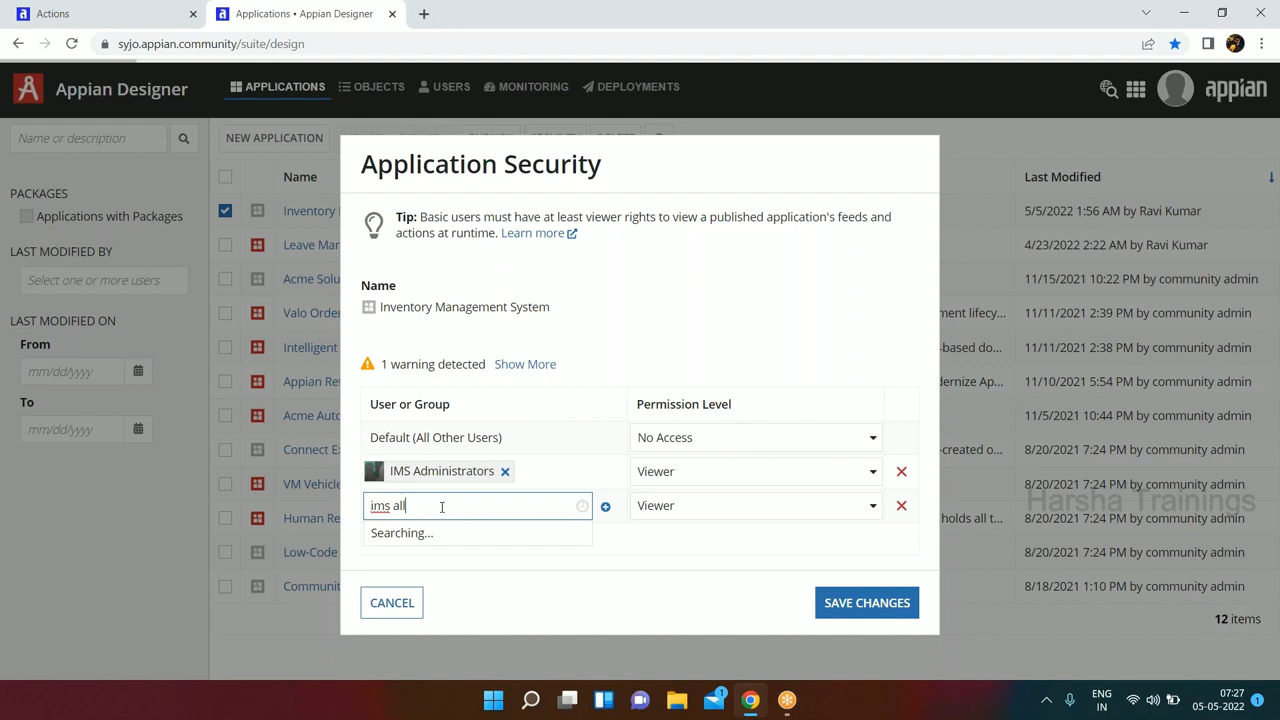 Actions
Applications • Appian Designer
syjo.appian.community/suite/design
Appian Designer
APPLICATIONS
OBJECTS
USERS
MONITORING
DEPLOYMENTS
appian
Name or description
NEW APPLICATION
PACKAGES
Applications with Packages
LAST MODIFIED BY
Select one or more users
LAST MODIFIED ON
From
mm/dd/yyyy
To
mm/dd/yyyy
Name
Last Modified
Inventory
5/5/2022 1:56 AM by Ravi Kumar
Leave Mar
4/23/2022 2:22 AM by Ravi Kumar
Acme Solu
11/15/2021 10:22 PM by community admin
Valo Order
ment lifecy...
11/11/2021 2:39 PM by community admin
Intelligent
-based do...
11/11/2021 2:38 PM by community admin
Appian Re
dernize Ap...
11/10/2021 5:54 PM by community admin
Acme Auto
11/5/2021 10:44 PM by community admin
Connect E
n-created o...
8/20/2021 7:24 PM by community admin
VM Vehicle
8/20/2021 7:24 PM by community admin
Human Re
holds all t...
8/20/2021 7:24 PM by community admin
Low-Code
8/20/2021 7:24 PM by community admin
Communit
8/18/2021 1:10 PM by community admin
12 items
Application Security
Tip: Basic users must have at least viewer rights to view a published application's feeds and
actions at runtime. Learn more
Name
Inventory Management System
1 warning detected Show More
User or Group
Permission Level
Default (All Other Users)
No Access
IMS Administrators
Viewer
ims all
Viewer
Searching...
CANCEL
SAVE CHANGES
Harsha Trainings
ENG
IN
07:27
05-05-2022